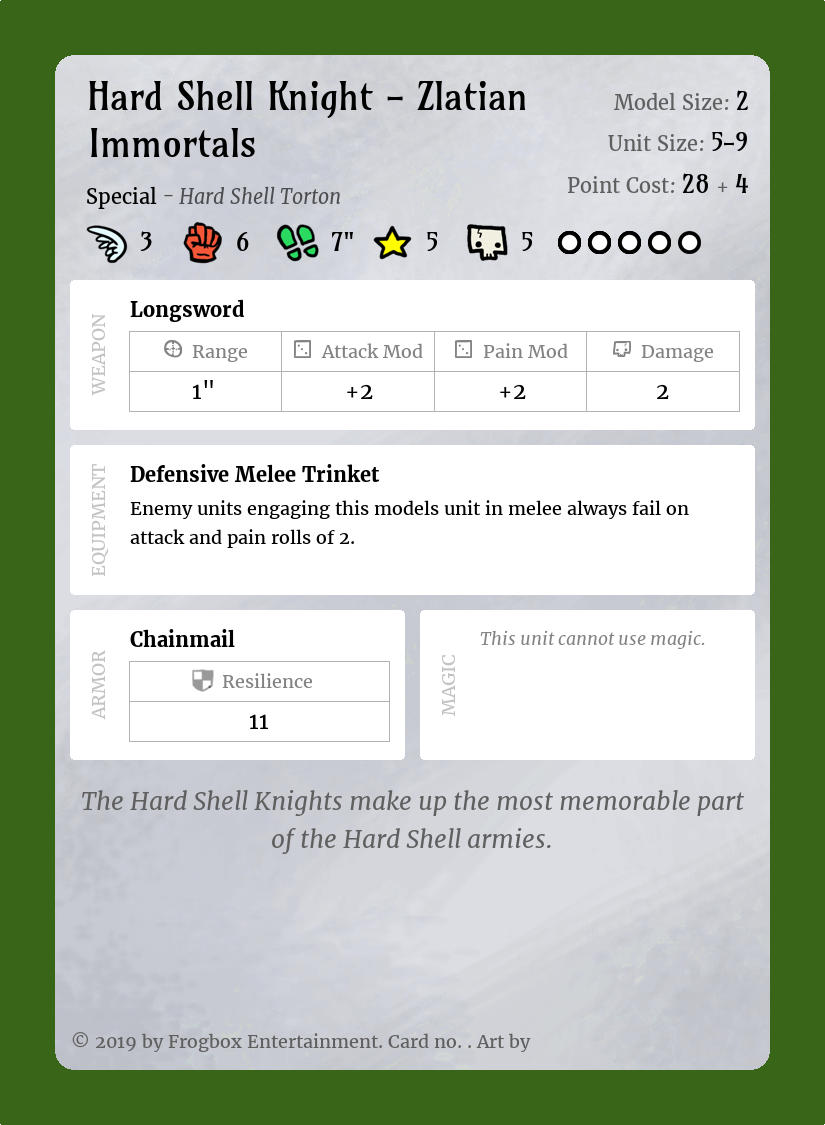 Hard Shell Knight – Zlatian
Immortals
Model Size: 2
Unit Size: 5–9
Point Cost: 28 + 4
Special – Hard Shell Torton
3 6 7" 5 5
WEAPON
Longsword
Range Attack Mod Pain Mod Damage
1" +2 +2 2
EQUIPMENT
Defensive Melee Trinket
Enemy units engaging this models unit in melee always fail on
attack and pain rolls of 2.
ARMOR
Chainmail
Resilience
11
MAGIC
This unit cannot use magic.
The Hard Shell Knights make up the most memorable part
of the Hard Shell armies.
© 2019 by Frogbox Entertainment. Card no. . Art by